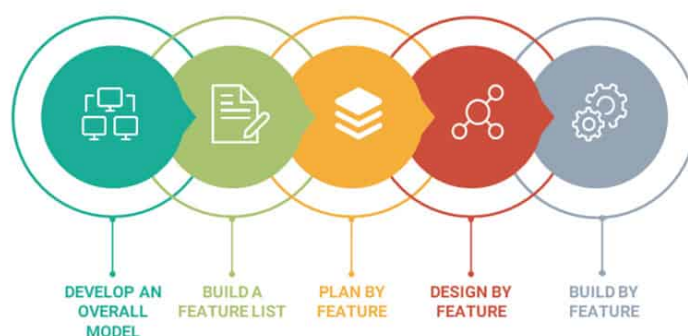 DEVELOP AN
OVERALL
MODEL
BUILD A
FEATURE LIST
PLAN BY
FEATURE
DESIGN BY
FEATURE
BUILD BY
FEATURE